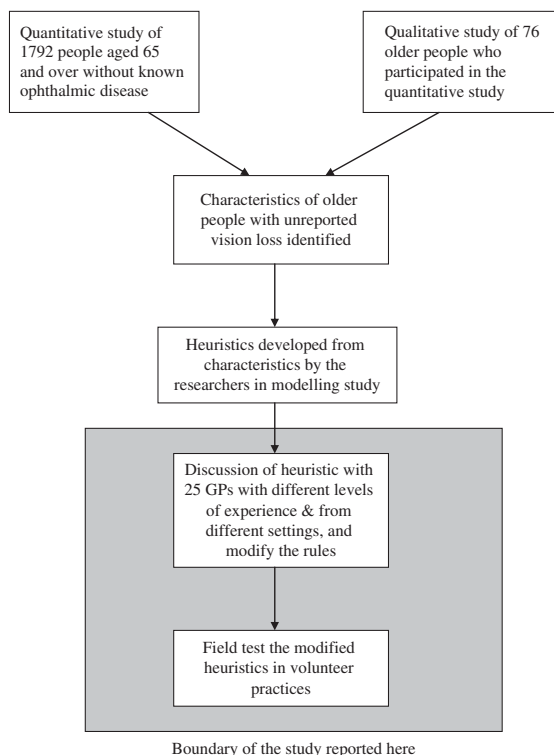 Quantitative study of
1792 people aged 65
and over without known
ophthalmic disease
Qualitative study of 76
older people who
participated in the
quantitative study
Characteristics of older
people with unreported
vision loss identified
Heuristics developed from
characteristics by the
researchers in modelling study
Discussion of heuristic with
25 GPs with different levels
of experience & from
different settings, and
modify the rules
Field test the modified
heuristics in volunteer
practices
Boundary of the study reported here